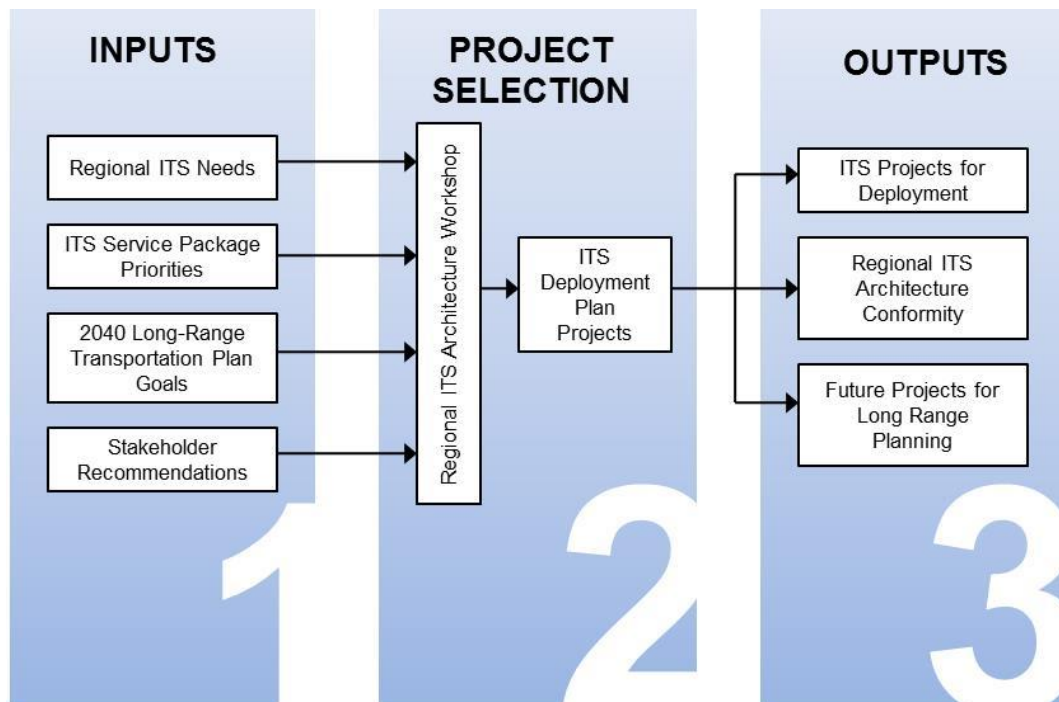 INPUTS
Regional ITS Needs
ITS Service Package
Priorities
2040 Long-Range
Transportation Plan
Goals
Stakeholder
Recommendations
1
PROJECT
SELECTION
Regional ITS Architecture Workshop
ITS
Deployment
Plan
Projects
2
OUTPUTS
ITS Projects for
Deployment
Regional ITS
Architecture
Conformity
Future Projects for
Long Range
Planning
3